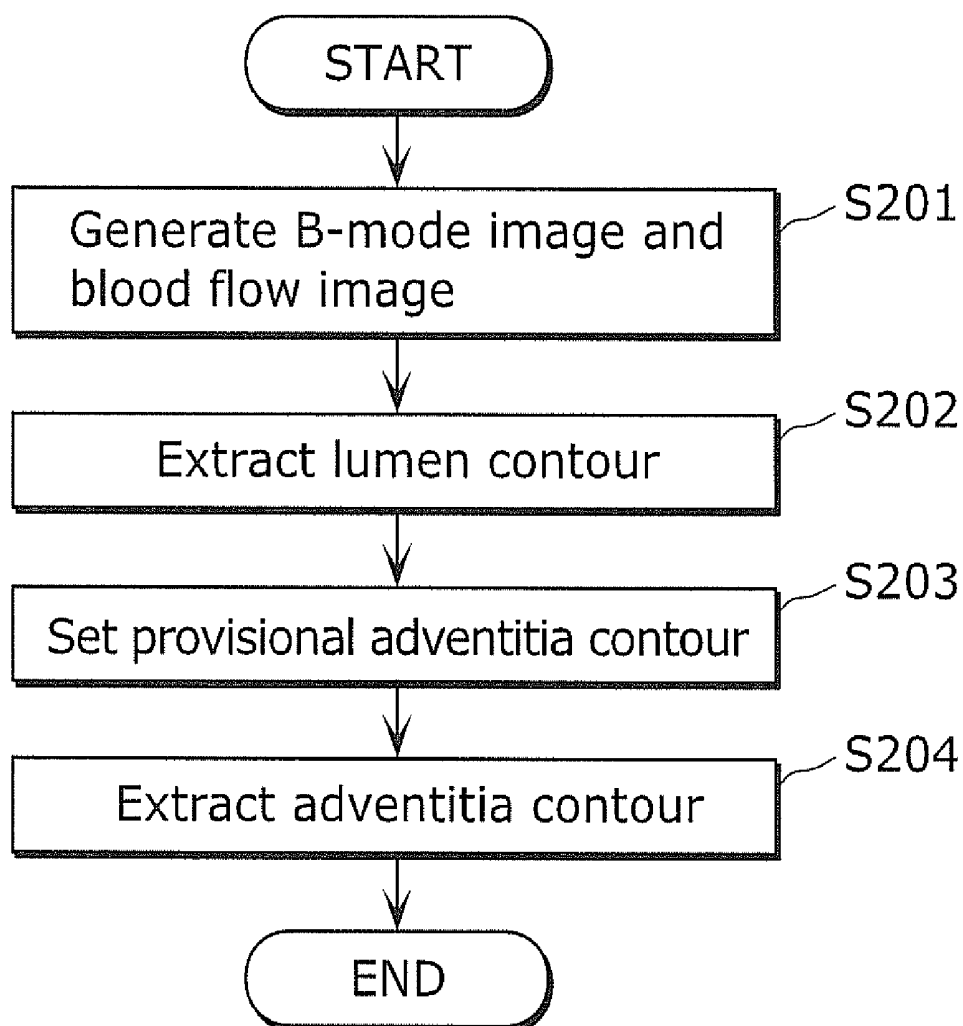 START
S201
Generate B-mode image and
blood flow image
S202
Extract lumen contour
S203
Set provisional adventitia contour
S204
Extract adventitia contour
END